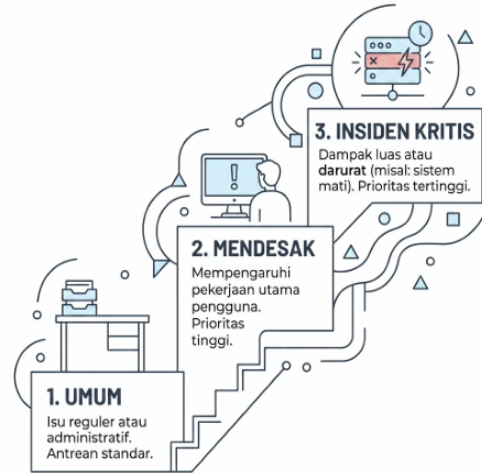 3. INSIDEN KRITIS
Dampak luas atau
darurat (misal: sistem
mati). Prioritas tertinggi.
2. MENDESAK
Mempengaruhi
pekerjaan utama
pengguna.
Prioritas
tinggi.
1. UMUM
Isu reguler atau
administratif.
Antrean standar.